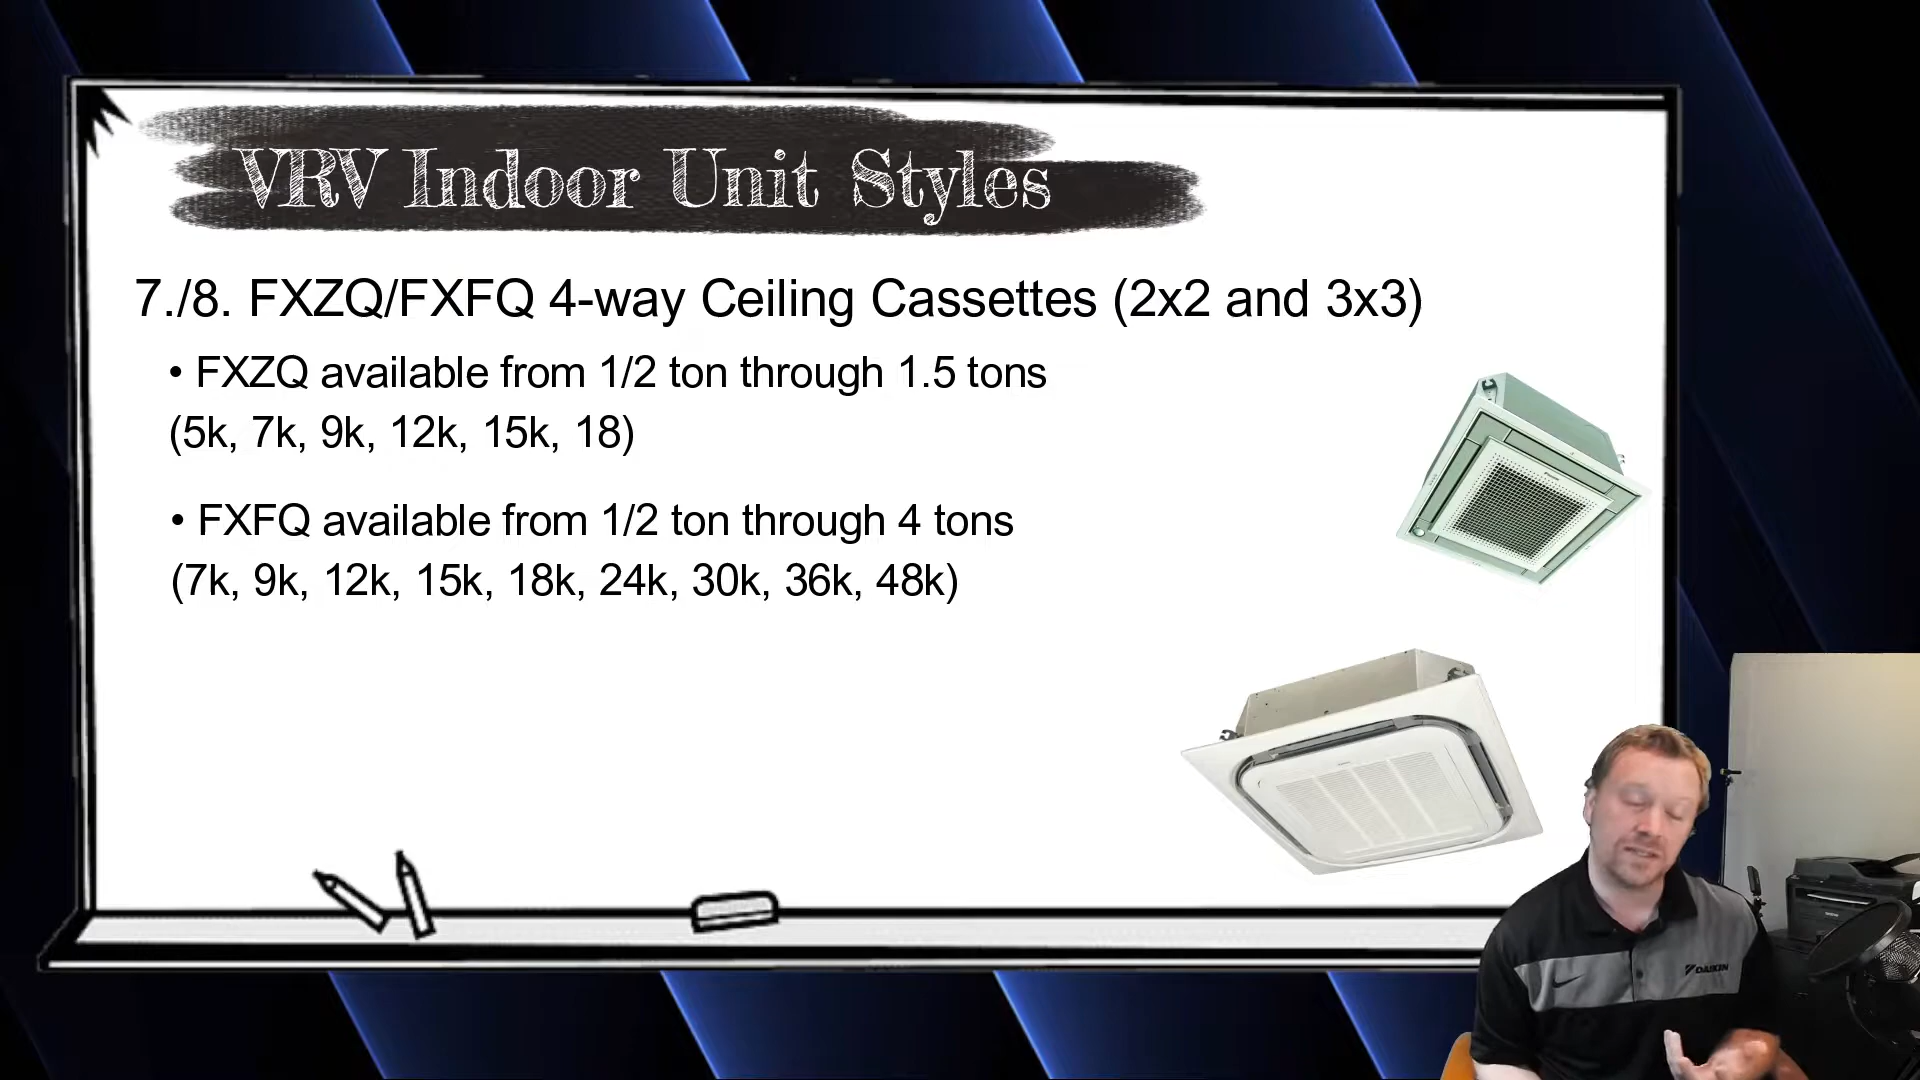 VRV Indoor Unit Styles
7./8. FXZQ/FXFQ 4-way Ceiling Cassettes (2x2 and 3x3)
• FXZQ available from 1/2 ton through 1.5 tons
(5k, 7k, 9k, 12k, 15k, 18)
• FXFQ available from 1/2 ton through 4 tons
(7k, 9k, 12k, 15k, 18k, 24k, 30k, 36k, 48k)
DAIKIN